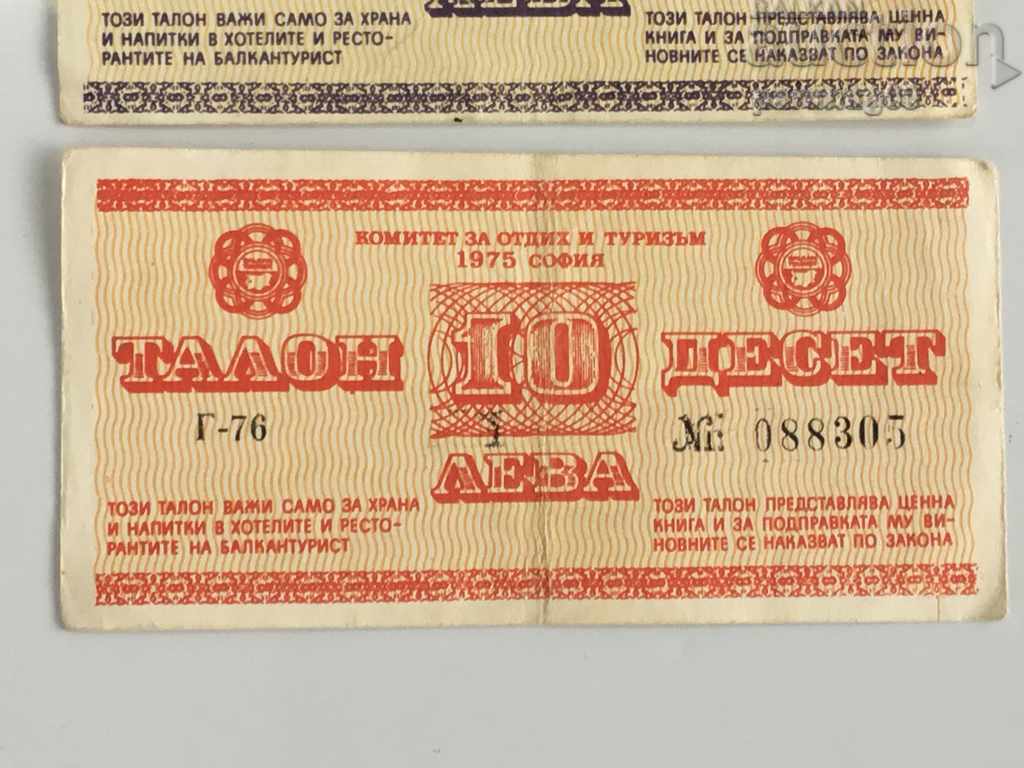 ЛЕВА
ТОЗИ ТАЛОН ВАЖИ САМО ЗА ХРАНА
И НАПИТКИ В ХОТЕЛИТЕ И РЕСТО-
РАНТИТЕ НА БАЛКАНТУРИСТ
ТОЗИ ТАЛОН ПРЕДСТАВЛЯВА ЦЕННА
КНИГА И ЗА ПОДПРАВКАТА МУ ВИ-
НОВНИТЕ СЕ НАКАЗВАТ ПО ЗАКОНА
КОМИТЕТ ЗА ОТДИХ И ТУРИЗЪМ
1975 СОФИЯ
ТАЛОН 10 ДЕСЕТ
Г-76 1 № 088305
ЛЕВА
ТОЗИ ТАЛОН ВАЖИ САМО ЗА ХРАНА
И НАПИТКИ В ХОТЕЛИТЕ И РЕСТО-
РАНТИТЕ НА БАЛКАНТУРИСТ
ТОЗИ ТАЛОН ПРЕДСТАВЛЯВА ЦЕННА
КНИГА И ЗА ПОДПРАВКАТА МУ ВИ-
НОВНИТЕ СЕ НАКАЗВАТ ПО ЗАКОНА